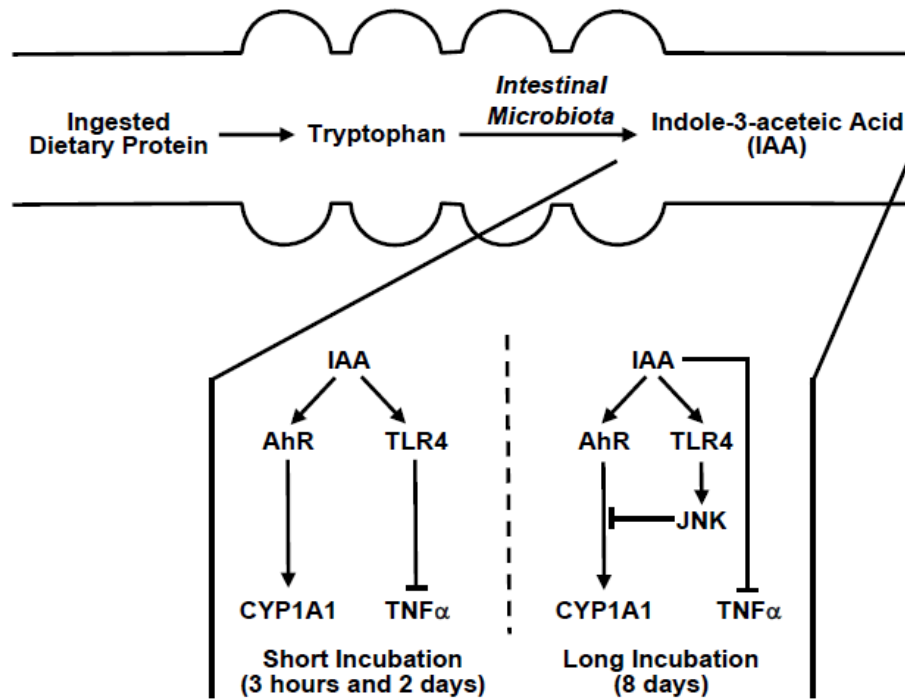 Ingested
Dietary Protein
Tryptophan
Intestinal
Microbiota
Indole-3-aceteic Acid
(IAA)
IAA
AhR
TLR4
CYP1A1
TNFα
Short Incubation
(3 hours and 2 days)
IAA
AhR
TLR4
JNK
CYP1A1
TNFα
Long Incubation
(8 days)